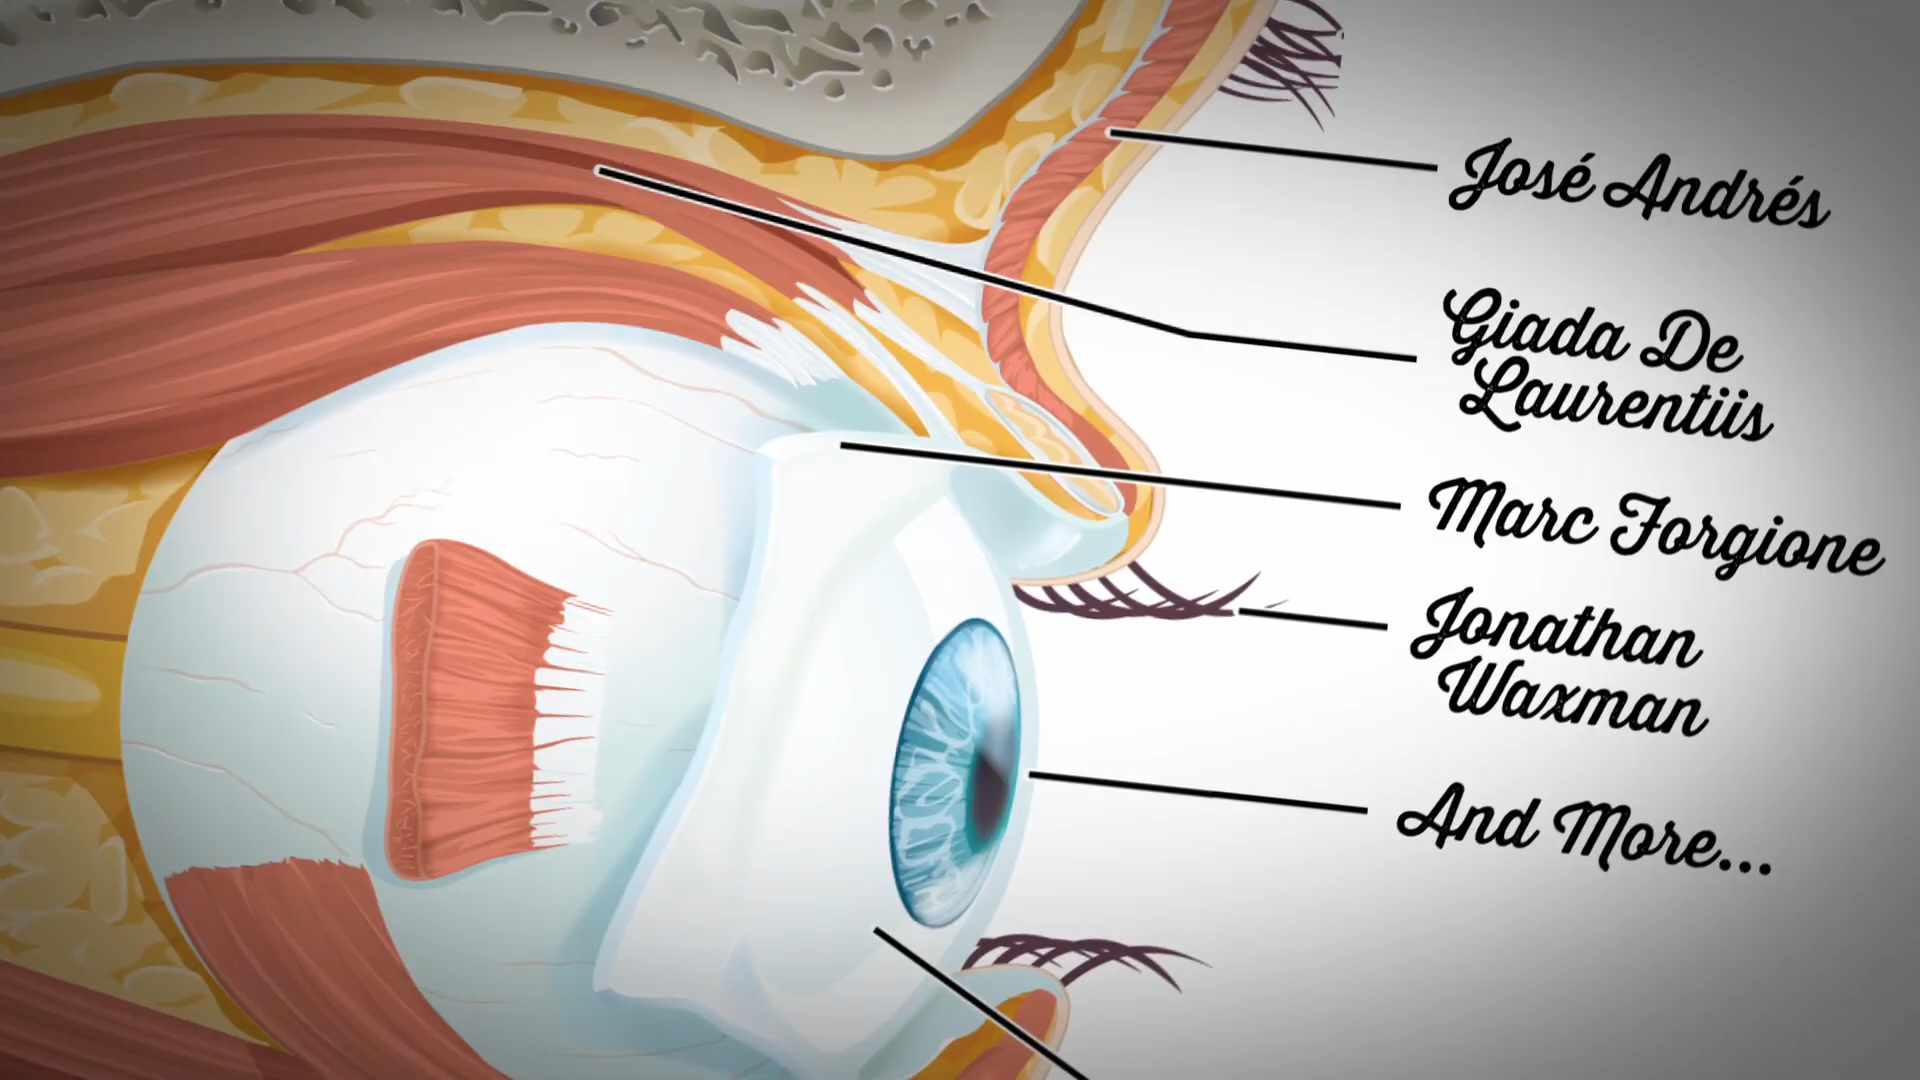 José Andrés
Giada De
Laurentiis
Marc Forgione
Jonathan
Waxman
And More...